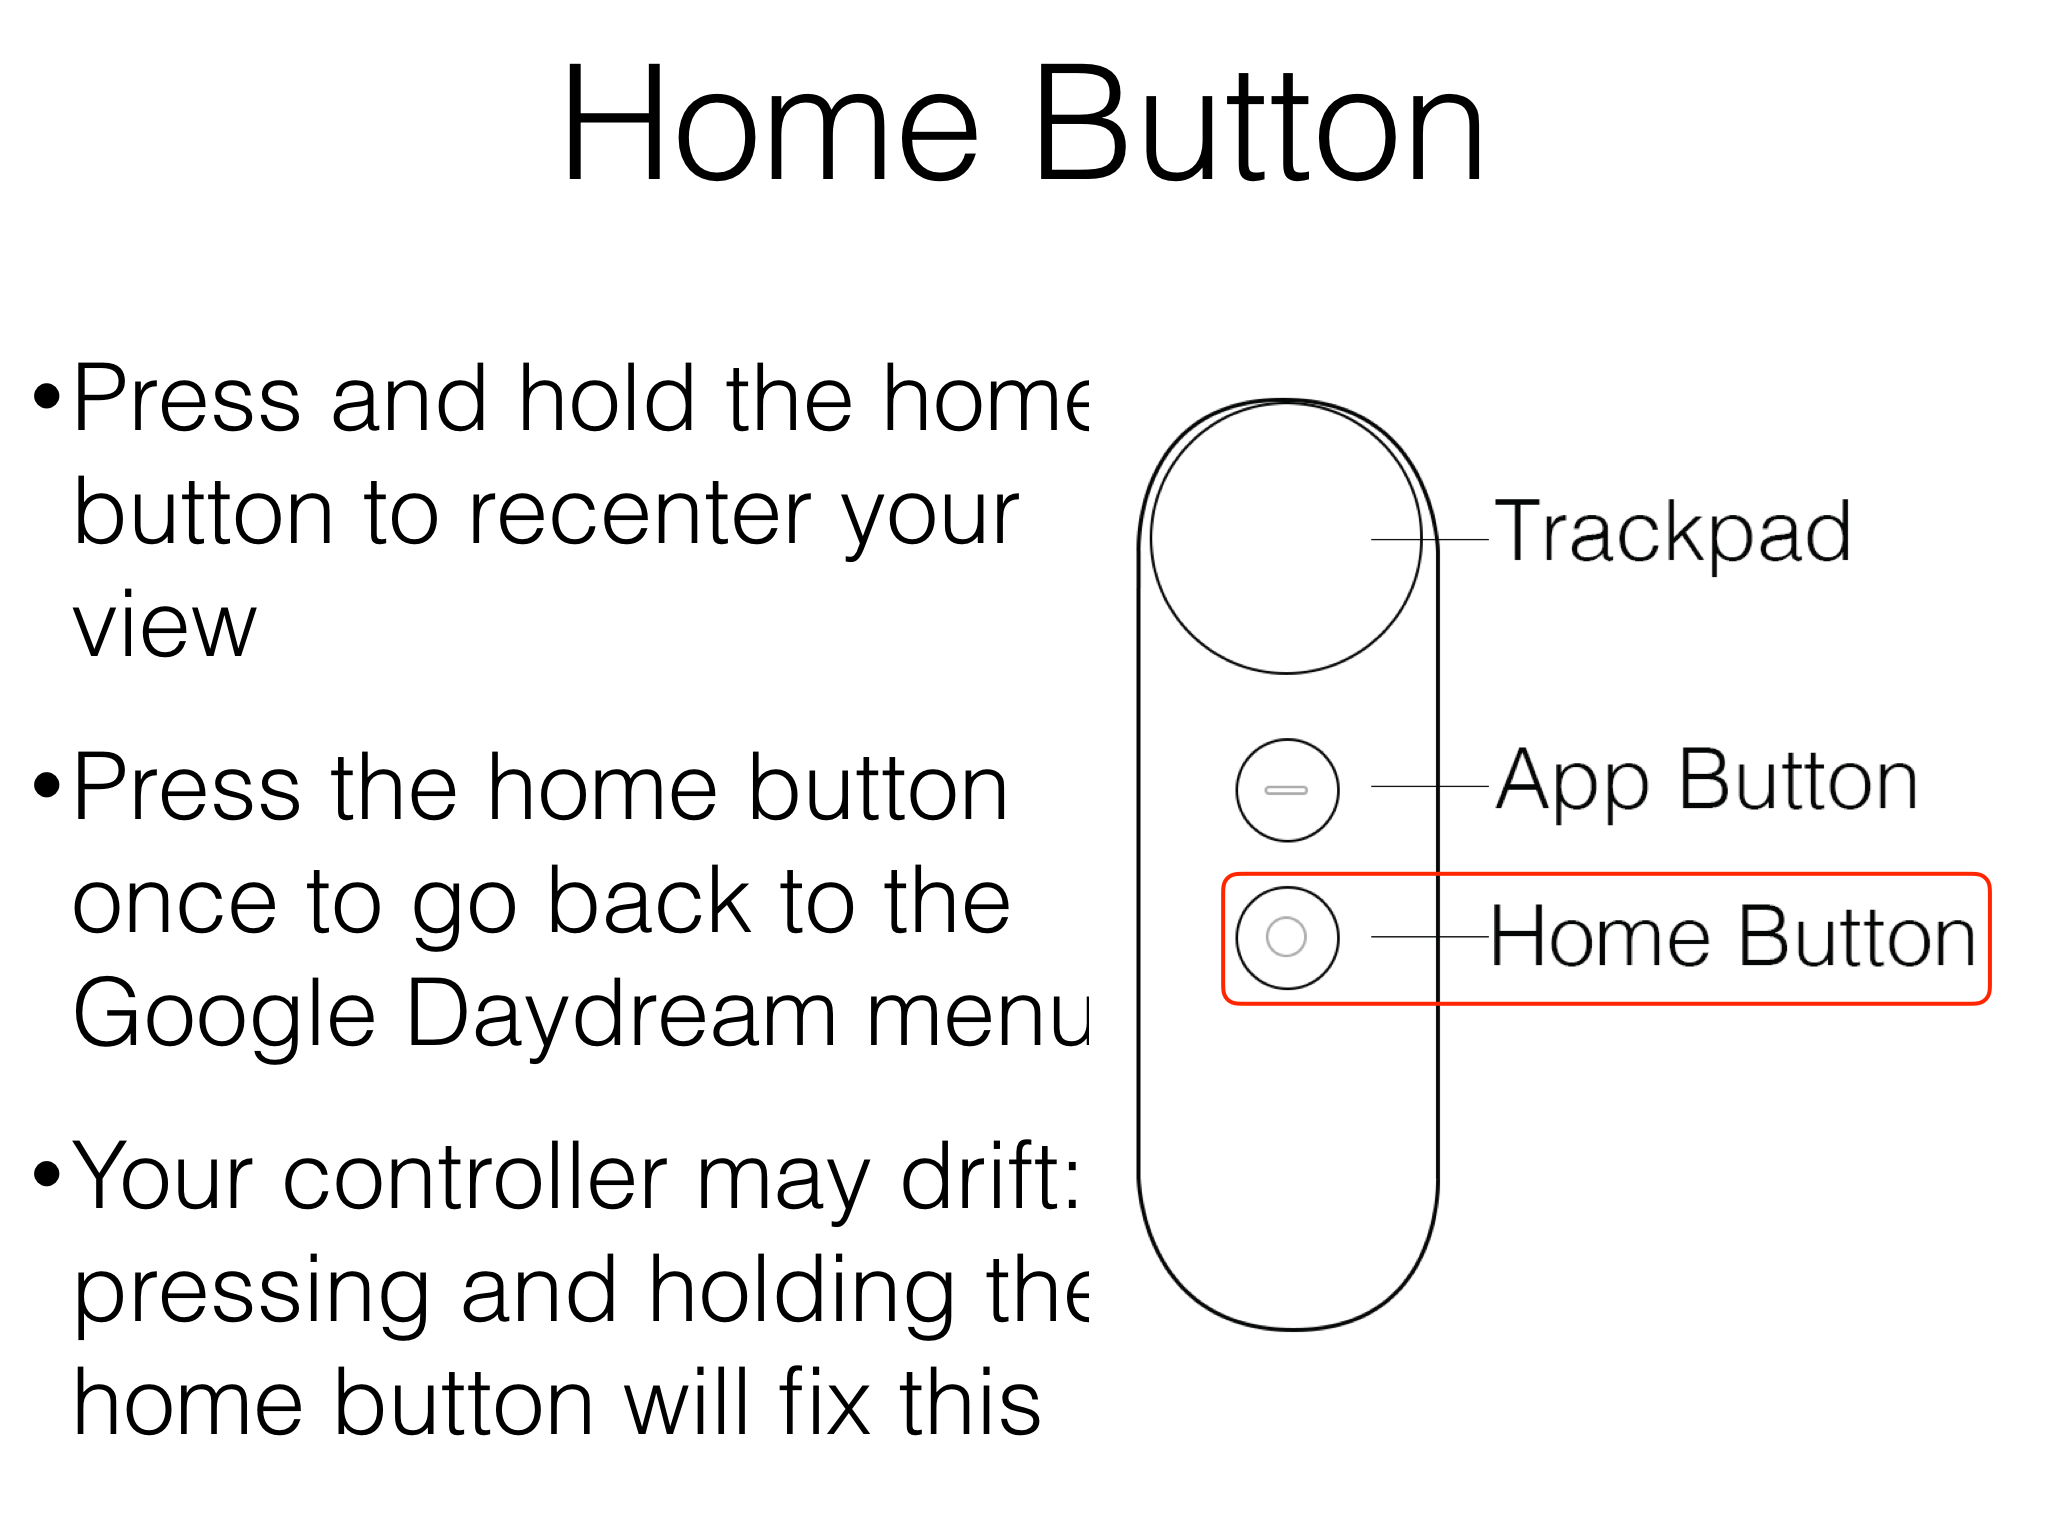 Home Button
•Press and hold the home
button to recenter your
view
•Press the home button
once to go back to the
Google Daydream menu
•Your controller may drift:
pressing and holding the
home button will fix this
Trackpad
App Button
Home Button